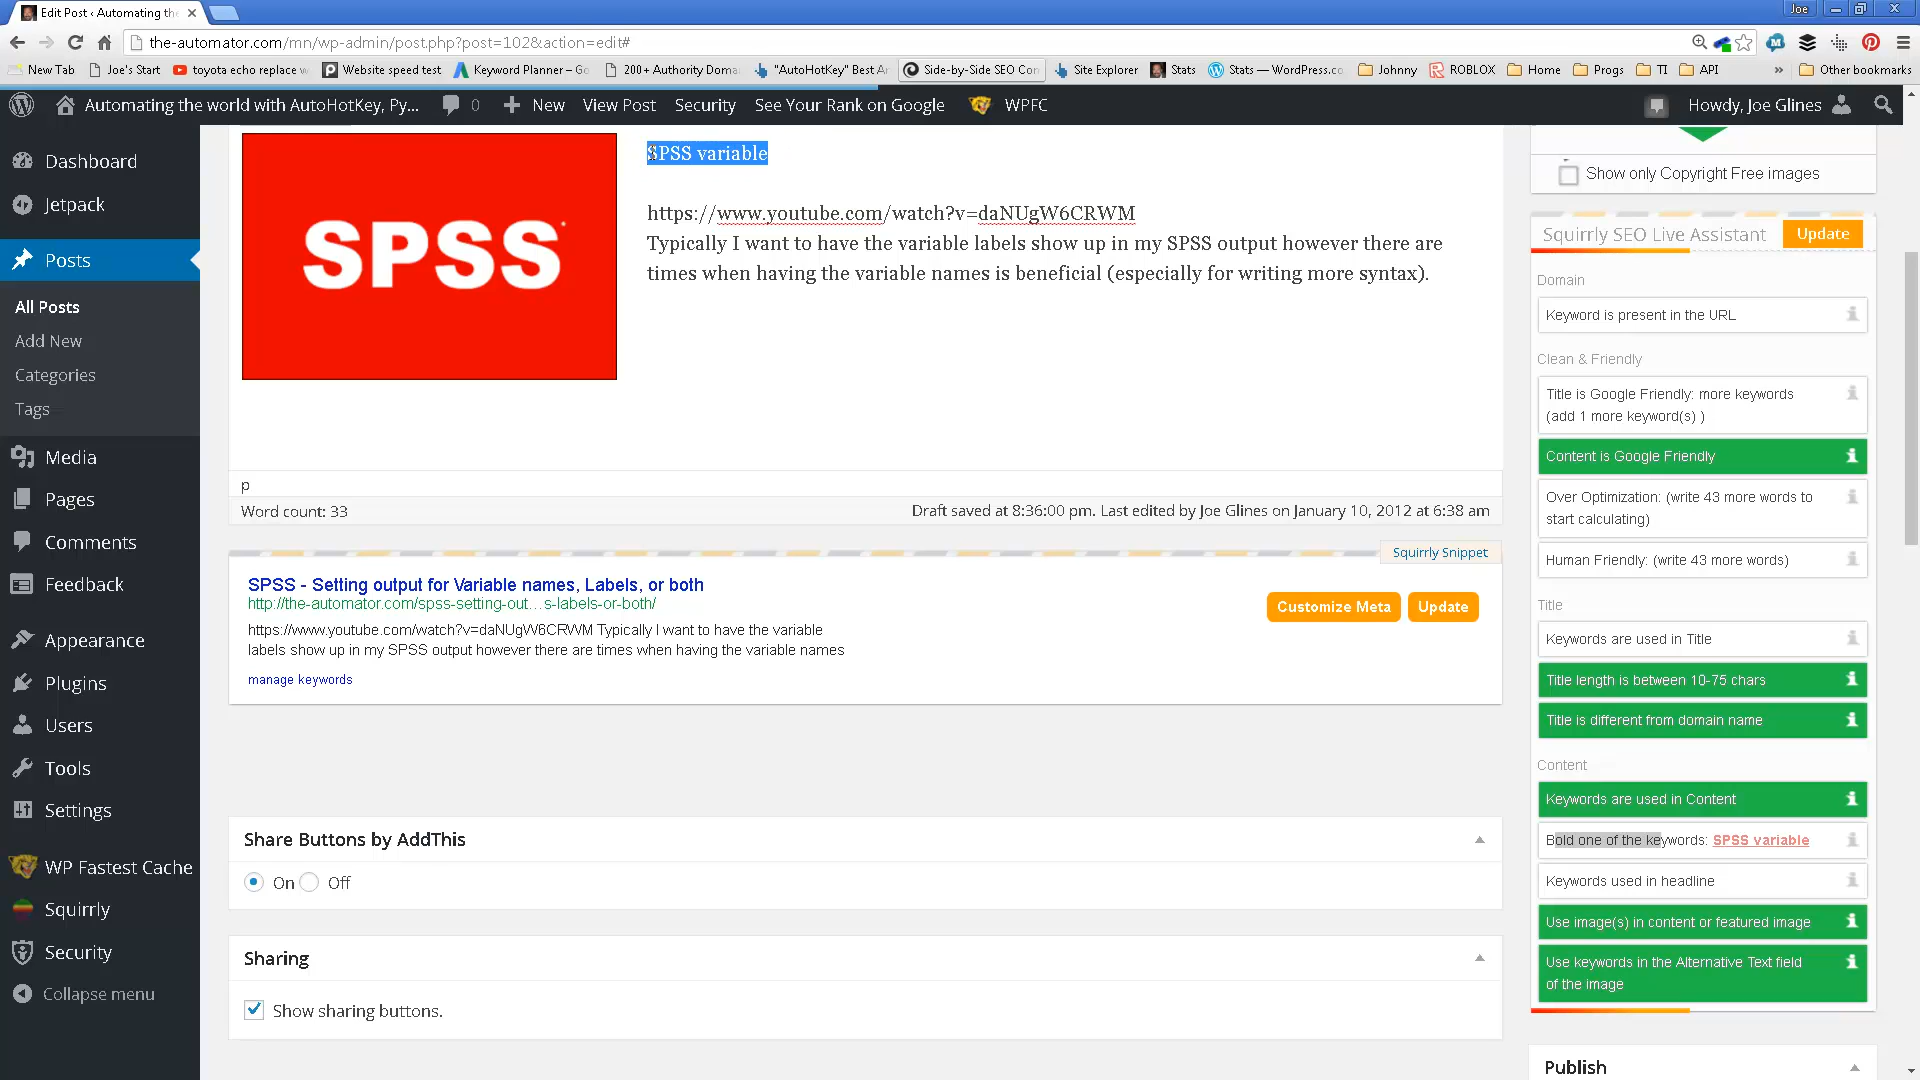 Edit Post ‹ Automating the
Joe
the-automator.com/mn/wp-admin/post.php?post=102&action=edit#
New Tab
Joe's Start
toyota echo replace w
Website speed test
Keyword Planner – Go
200+ Authority Domai
"AutoHotKey" Best An
Side-by-Side SEO Com
Site Explorer
Stats
Stats — WordPress.co
Johnny
ROBLOX
Home
Progs
TI
API
»
Other bookmarks
Automating the world with AutoHotKey, Py...
0
New
View Post
Security
See Your Rank on Google
WPFC
Howdy, Joe Glines
Dashboard
Jetpack
Posts
All Posts
Add New
Categories
Tags
Media
Pages
Comments
Feedback
Appearance
Plugins
Users
Tools
Settings
WP Fastest Cache
Squirrly
Security
Collapse menu
SPSS
SPSS variable
https://www.youtube.com/watch?v=daNUgW6CRWM
Typically I want to have the variable labels show up in my SPSS output however there are
times when having the variable names is beneficial (especially for writing more syntax).
p
Word count: 33
Draft saved at 8:36:00 pm. Last edited by Joe Glines on January 10, 2012 at 6:38 am
Squirrly Snippet
SPSS - Setting output for Variable names, Labels, or both
http://the-automator.com/spss-setting-out...s-labels-or-both/
https://www.youtube.com/watch?v=daNUgW6CRWM Typically I want to have the variable
labels show up in my SPSS output however there are times when having the variable names
manage keywords
Customize Meta
Update
Share Buttons by AddThis
On
Off
Sharing
Show sharing buttons.
Show only Copyright Free images
Squirrly SEO Live Assistant
Update
Domain
Keyword is present in the URL
Clean & Friendly
Title is Google Friendly: more keywords
(add 1 more keyword(s) )
Content is Google Friendly
Over Optimization: (write 43 more words to
start calculating)
Human Friendly: (write 43 more words)
Title
Keywords are used in Title
Title length is between 10-75 chars
Title is different from domain name
Content
Keywords are used in Content
Bold one of the keywords: SPSS variable
Keywords used in headline
Use image(s) in content or featured image
Use keywords in the Alternative Text field
of the image
Publish